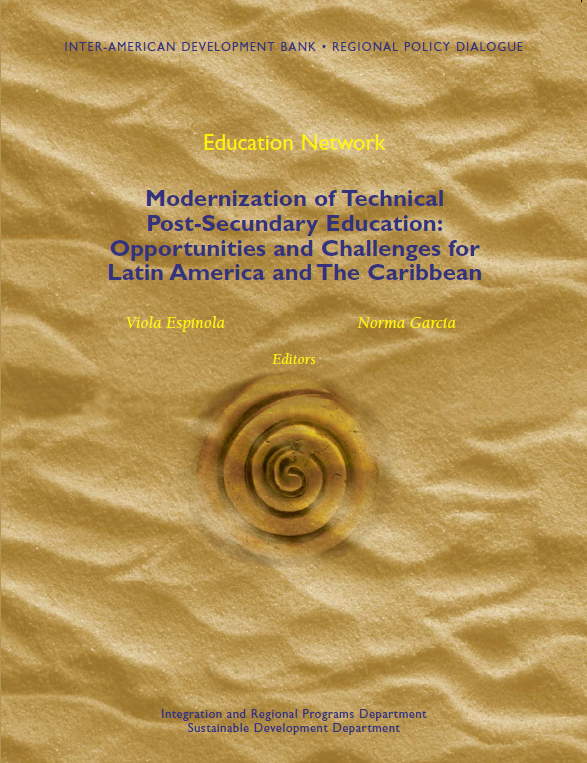 INTER-AMERICAN DEVELOPMENT BANK • REGIONAL POLICY DIALOGUE
Education Network
Modernization of Technical
Post-Secundary Education:
Opportunities and Challenges for
Latin America and The Caribbean
Viola Espínola Norma García
Editors
Integration and Regional Programs Department
Sustainable Development Department